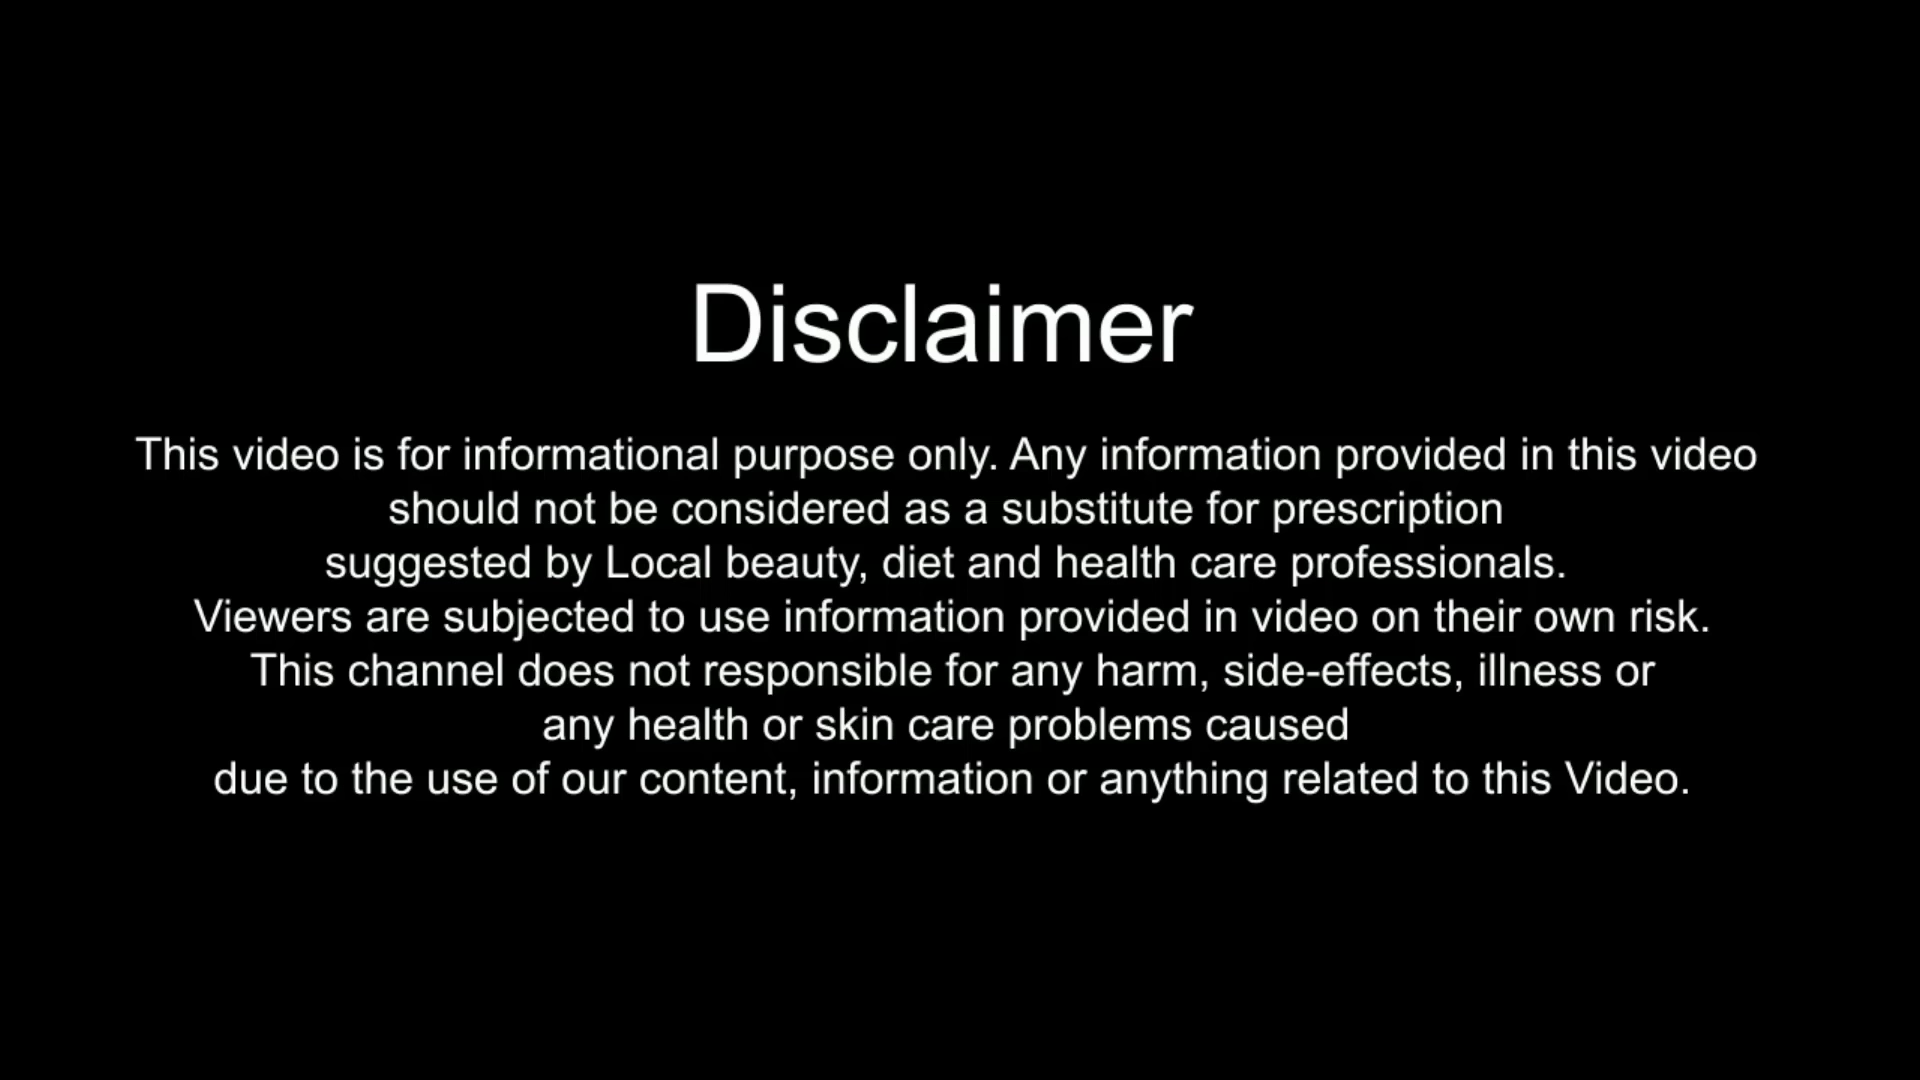 Disclaimer
This video is for informational purpose only. Any information provided in this video
should not be considered as a substitute for prescription
suggested by Local beauty, diet and health care professionals.
Viewers are subjected to use information provided in video on their own risk.
This channel does not responsible for any harm, side-effects, illness or
any health or skin care problems caused
due to the use of our content, information or anything related to this Video.